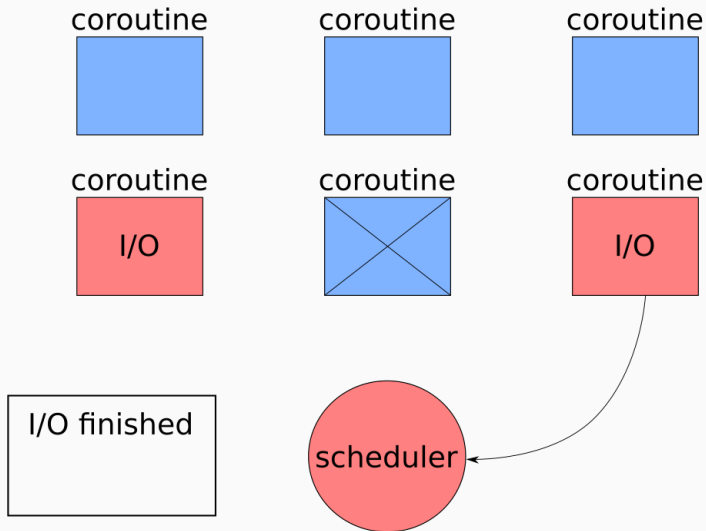 coroutine
coroutine
coroutine
coroutine
coroutine
coroutine
I/O
I/O
I/O finished
scheduler